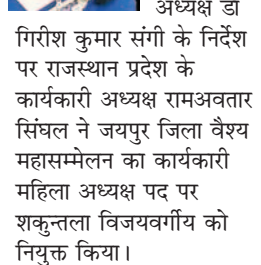 अध्यक्ष डॉ
गिरीश कुमार संगी के निर्देश
पर राजस्थान प्रदेश के
कार्यकारी अध्यक्ष रामअवतार
सिंघल ने जयपुर जिला वैश्य
महासम्मेलन का कार्यकारी
महिला अध्यक्ष पद पर
शकुन्तला विजयवर्गीय को
नियुक्त किया।